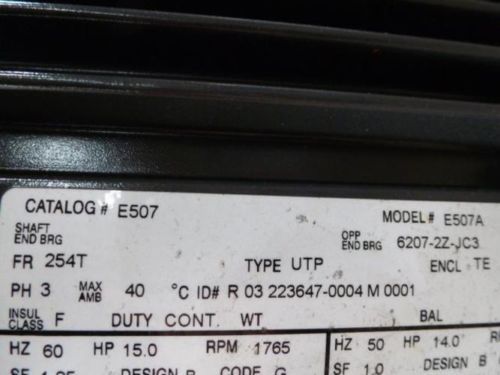 CATALOG # E507 MODEL# E507A
SHAFT END BRG OPP END BRG 6207-2Z-JC3
FR 254T TYPE UTP ENCL TE
PH 3 MAX AMB 40 °C ID# R 03 223647-0004 M 0001
INSUL CLASS F DUTY CONT. WT BAL
HZ 60 HP 15.0 RPM 1765 HZ 50 HP 14.0
SF DESIGN B CODE G SF 1.0 DESIGN